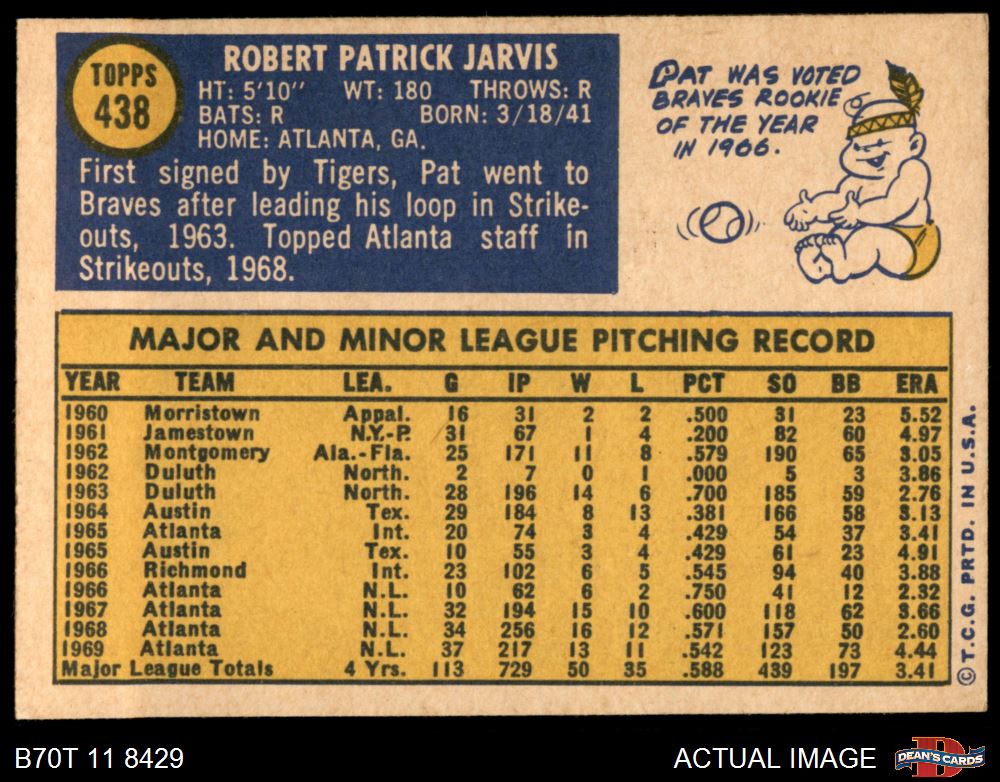 TOPPS
438
ROBERT PATRICK JARVIS
HT: 5'10" WT: 180 THROWS: R
BATS: R BORN: 3/18/41
HOME: ATLANTA, GA.
First signed by Tigers, Pat went to
Braves after leading his loop in Strike-
outs, 1963. Topped Atlanta staff in
Strikeouts, 1968.
PAT WAS VOTED
BRAVES ROOKIE
OF THE YEAR
IN 1966.
MAJOR AND MINOR LEAGUE PITCHING RECORD
YEAR TEAM LEA. G IP W L PCT SO BB ERA
1960 Morristown Appal. 16 31 2 2 .500 31 23 5.52
1961 Jamestown N.Y.-P. 31 67 1 4 .200 82 60 4.97
1962 Montgomery Ala.-Fla. 25 171 11 8 .579 190 65 3.05
1962 Duluth North. 2 7 0 1 .000 5 3 3.86
1963 Duluth North. 28 196 14 6 .700 185 59 2.76
1964 Austin Tex. 29 184 8 13 .381 166 58 3.13
1965 Atlanta Int. 20 74 3 4 .429 54 37 3.41
1965 Austin Tex. 10 55 3 4 .429 61 23 4.91
1966 Richmond Int. 23 102 6 5 .545 94 40 3.88
1966 Atlanta N.L. 10 62 6 2 .750 41 12 2.32
1967 Atlanta N.L. 32 194 15 10 .600 118 62 3.66
1968 Atlanta N.L. 34 256 16 12 .571 157 50 2.60
1969 Atlanta N.L. 37 217 13 11 .542 123 73 4.44
Major League Totals 4 Yrs. 113 729 50 35 .588 439 197 3.41
© T.C.G. PRTD. IN U.S.A.
B70T 11 8429
ACTUAL IMAGE
D
DEAN'S CARDS